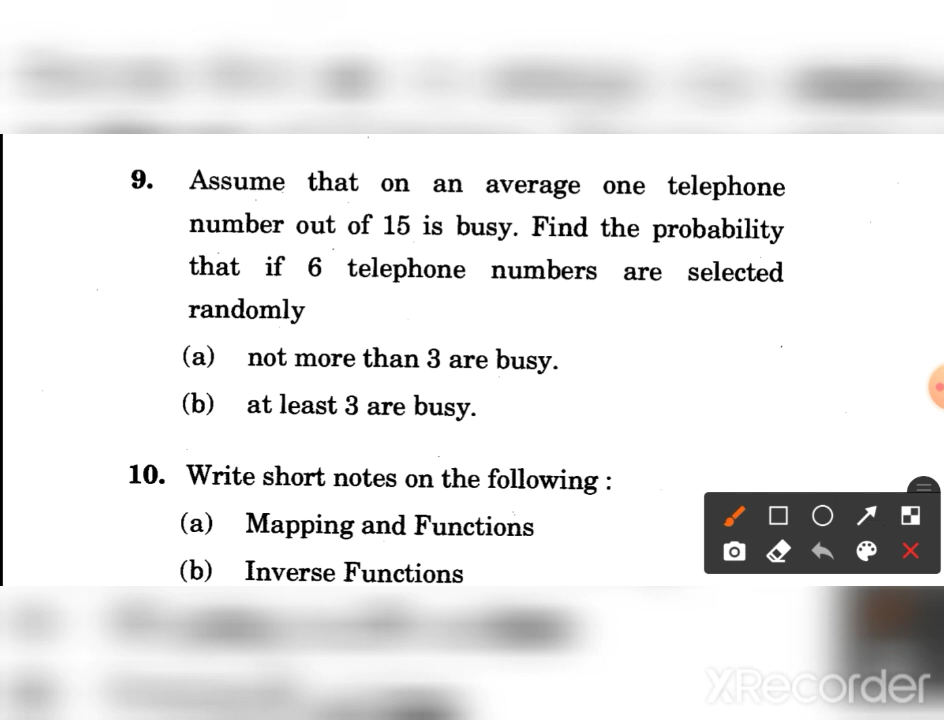 9. Assume that on an average one telephone
number out of 15 is busy. Find the probability
that if 6 telephone numbers are selected
randomly
(a) not more than 3 are busy.
(b) at least 3 are busy.
10. Write short notes on the following :
(a) Mapping and Functions
(b) Inverse Functions
XRecorder